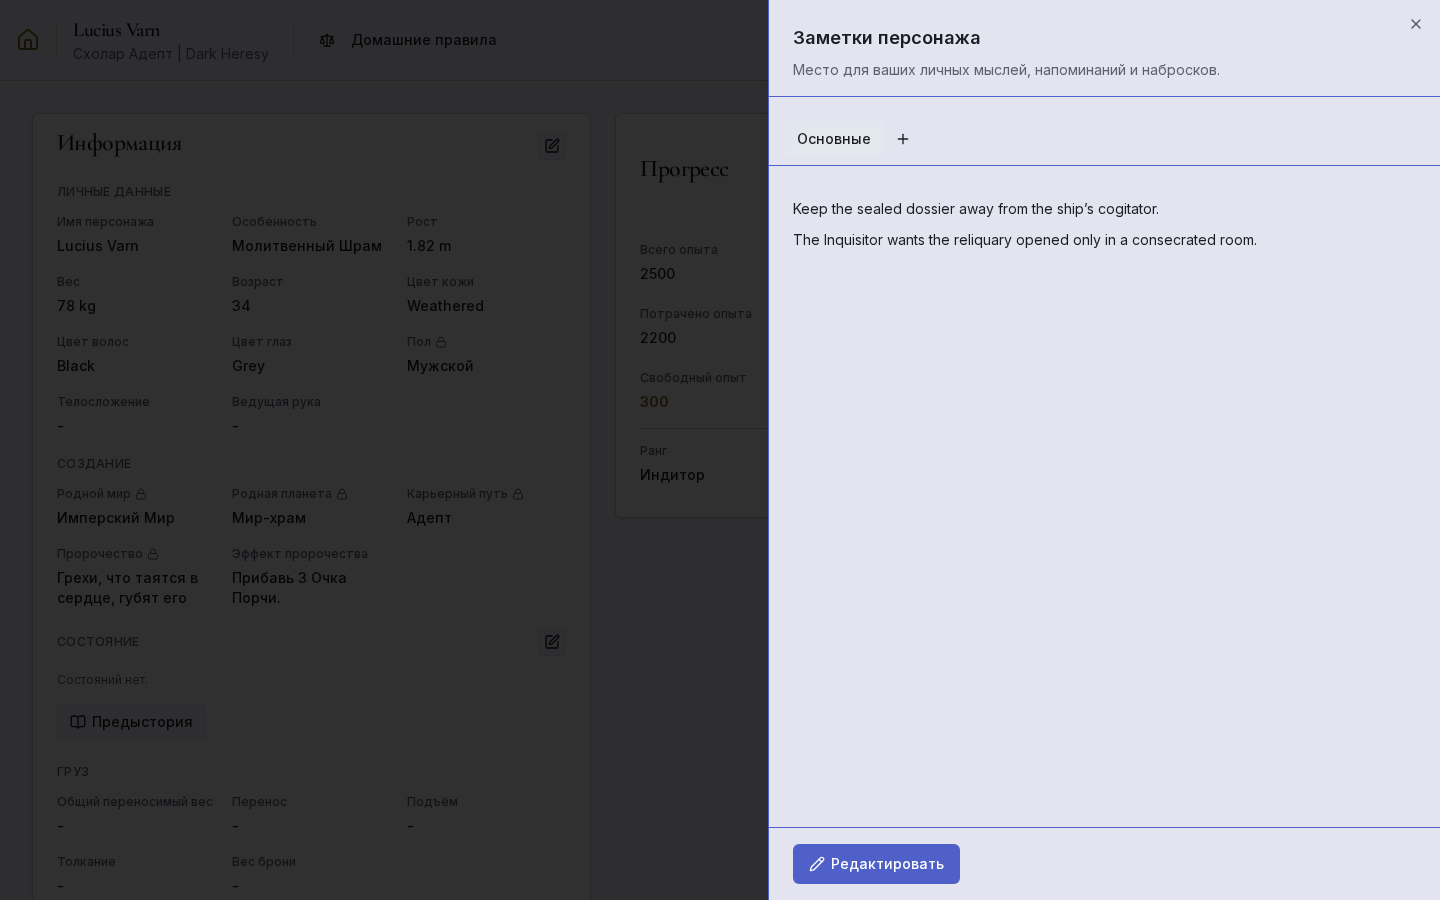 Lucius Varn
Схолар Адепт | Dark Heresy
Домашние правила
Информация
ЛИЧНЫЕ ДАННЫЕ
Имя персонажа
Особенность
Рост
Lucius Varn
Молитвенный Шрам
1.82 m
Вес
Возраст
Цвет кожи
78 kg
34
Weathered
Цвет волос
Цвет глаз
Пол
Black
Grey
Мужской
Телосложение
Ведущая рука
-
-
СОЗДАНИЕ
Родной мир
Родная планета
Карьерный путь
Имперский Мир
Мир-храм
Адепт
Пророчество
Эффект пророчества
Грехи, что таятся в
сердце, губят его
Прибавь 3 Очка
Порчи.
СОСТОЯНИЕ
Состояний нет.
Предыстория
ГРУЗ
Общий переносимый вес
Перенос
Подъём
-
-
-
Толкание
Вес брони
-
-
Прогресс
Всего опыта
2500
Потрачено опыта
2200
Свободный опыт
300
Ранг
Индитор
Заметки персонажа
Место для ваших личных мыслей, напоминаний и набросков.
Основные
Keep the sealed dossier away from the ship’s cogitator.
The Inquisitor wants the reliquary opened only in a consecrated room.
Редактировать